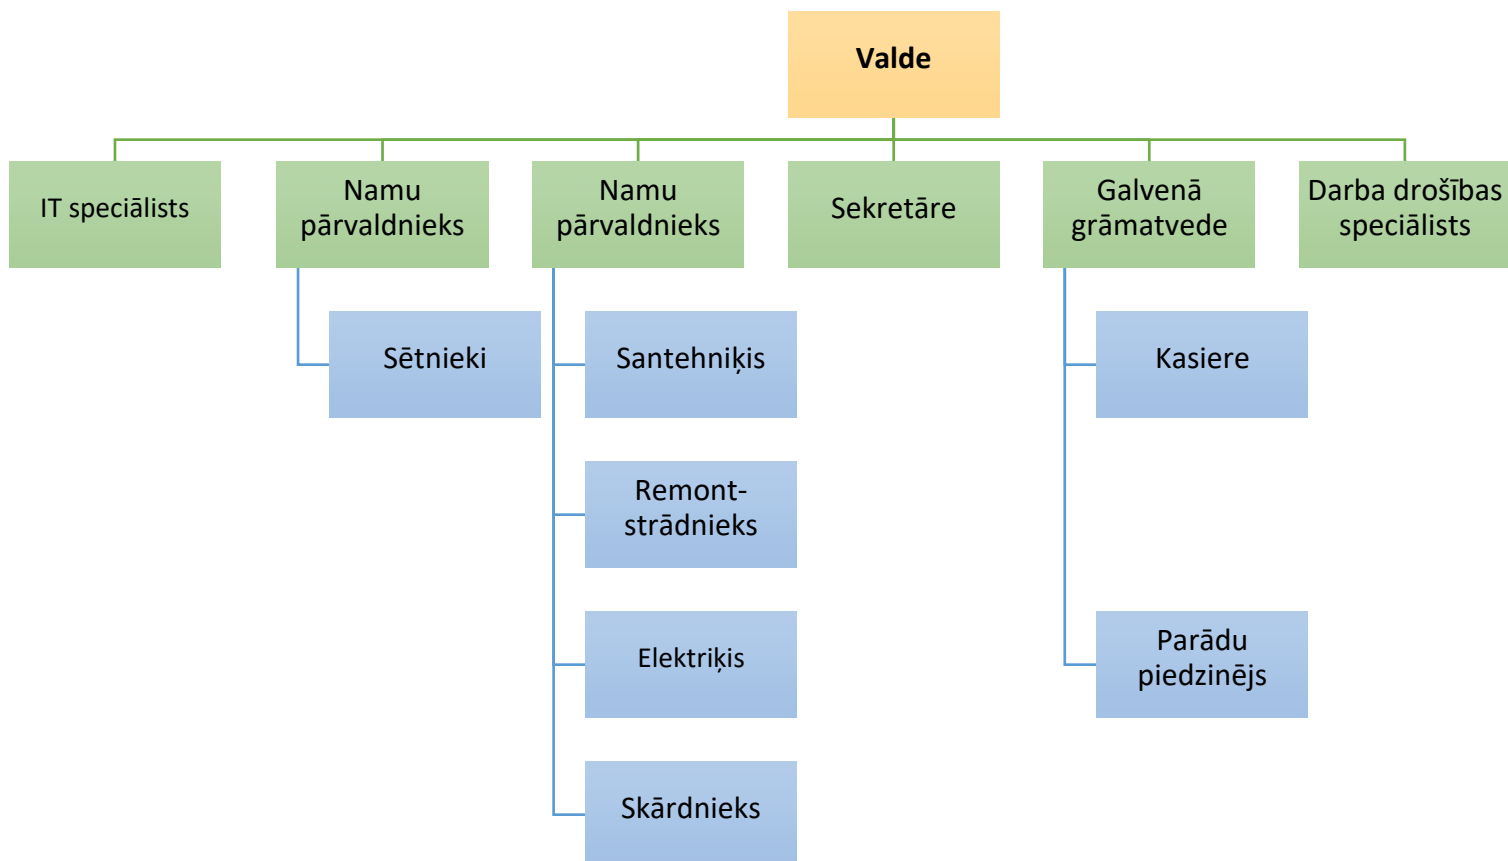 Valde
IT speciālists
Namu
pārvaldnieks
Namu
pārvaldnieks
Sekretāre
Galvenā
grāmatvede
Darba drošības
speciālists
Sētnieki
Santehniķis
Kasiere
Remont-
strādnieks
Elektriķis
Parādu
piedzinējs
Skārdnieks